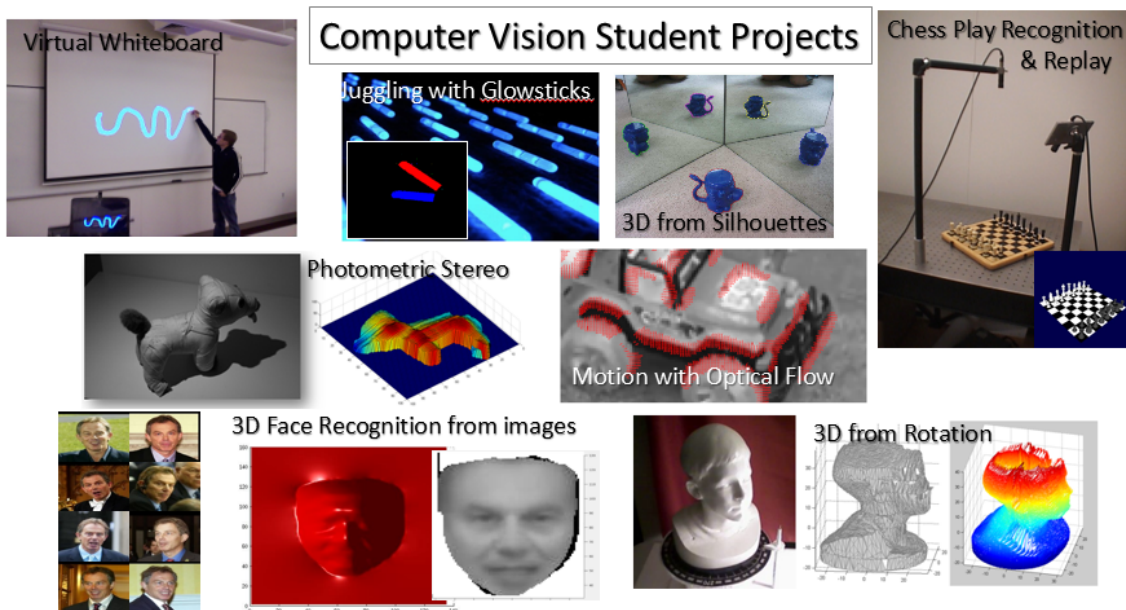 Computer Vision Student Projects
Virtual Whiteboard
Juggling with Glowsticks
3D from Silhouettes
Chess Play Recognition
& Replay
Photometric Stereo
Motion with Optical Flow
3D Face Recognition from images
3D from Rotation